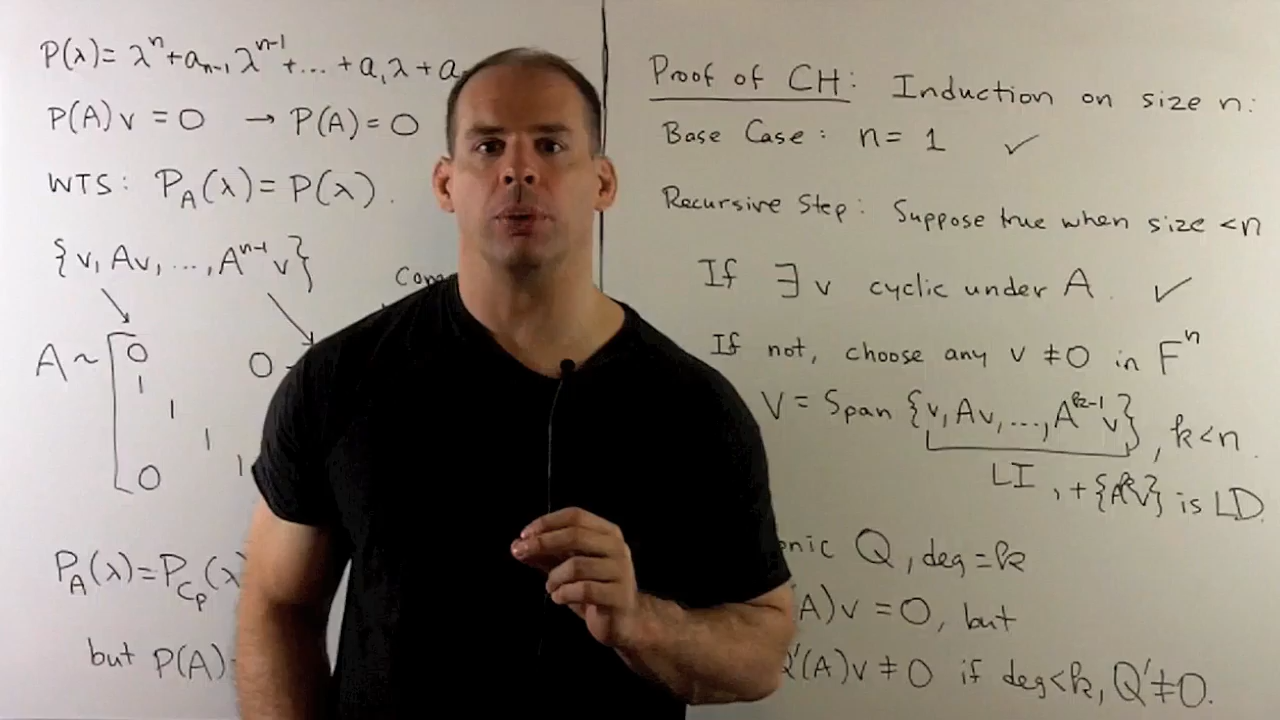 P(λ)= λⁿ+aₙ₋₁λⁿ⁻¹+...+a₁λ+a
P(A)v = 0 → P(A)=0
WTS: P_A(λ)=P(λ).
{v, Av, ..., Aⁿ⁻¹v}
A ~ [0 0
1
1
1
1
0
P_A(λ)=P_{C_p}(λ
but P(A)
Proof of CH: Induction on size n:
Base Case: n= 1 ✓
Recursive Step: Suppose true when size <n
If ∃ v cyclic under A. ✓
If not, choose any v ≠0 in Fⁿ
V = Span {v, Av, ..., Aᵏ⁻¹v}, k<n.
LI, +{Aᵏv} is LD.
Q, deg=k
A)v =0, but
Q'(A)v ≠ 0 if deg<k, Q'≠0.